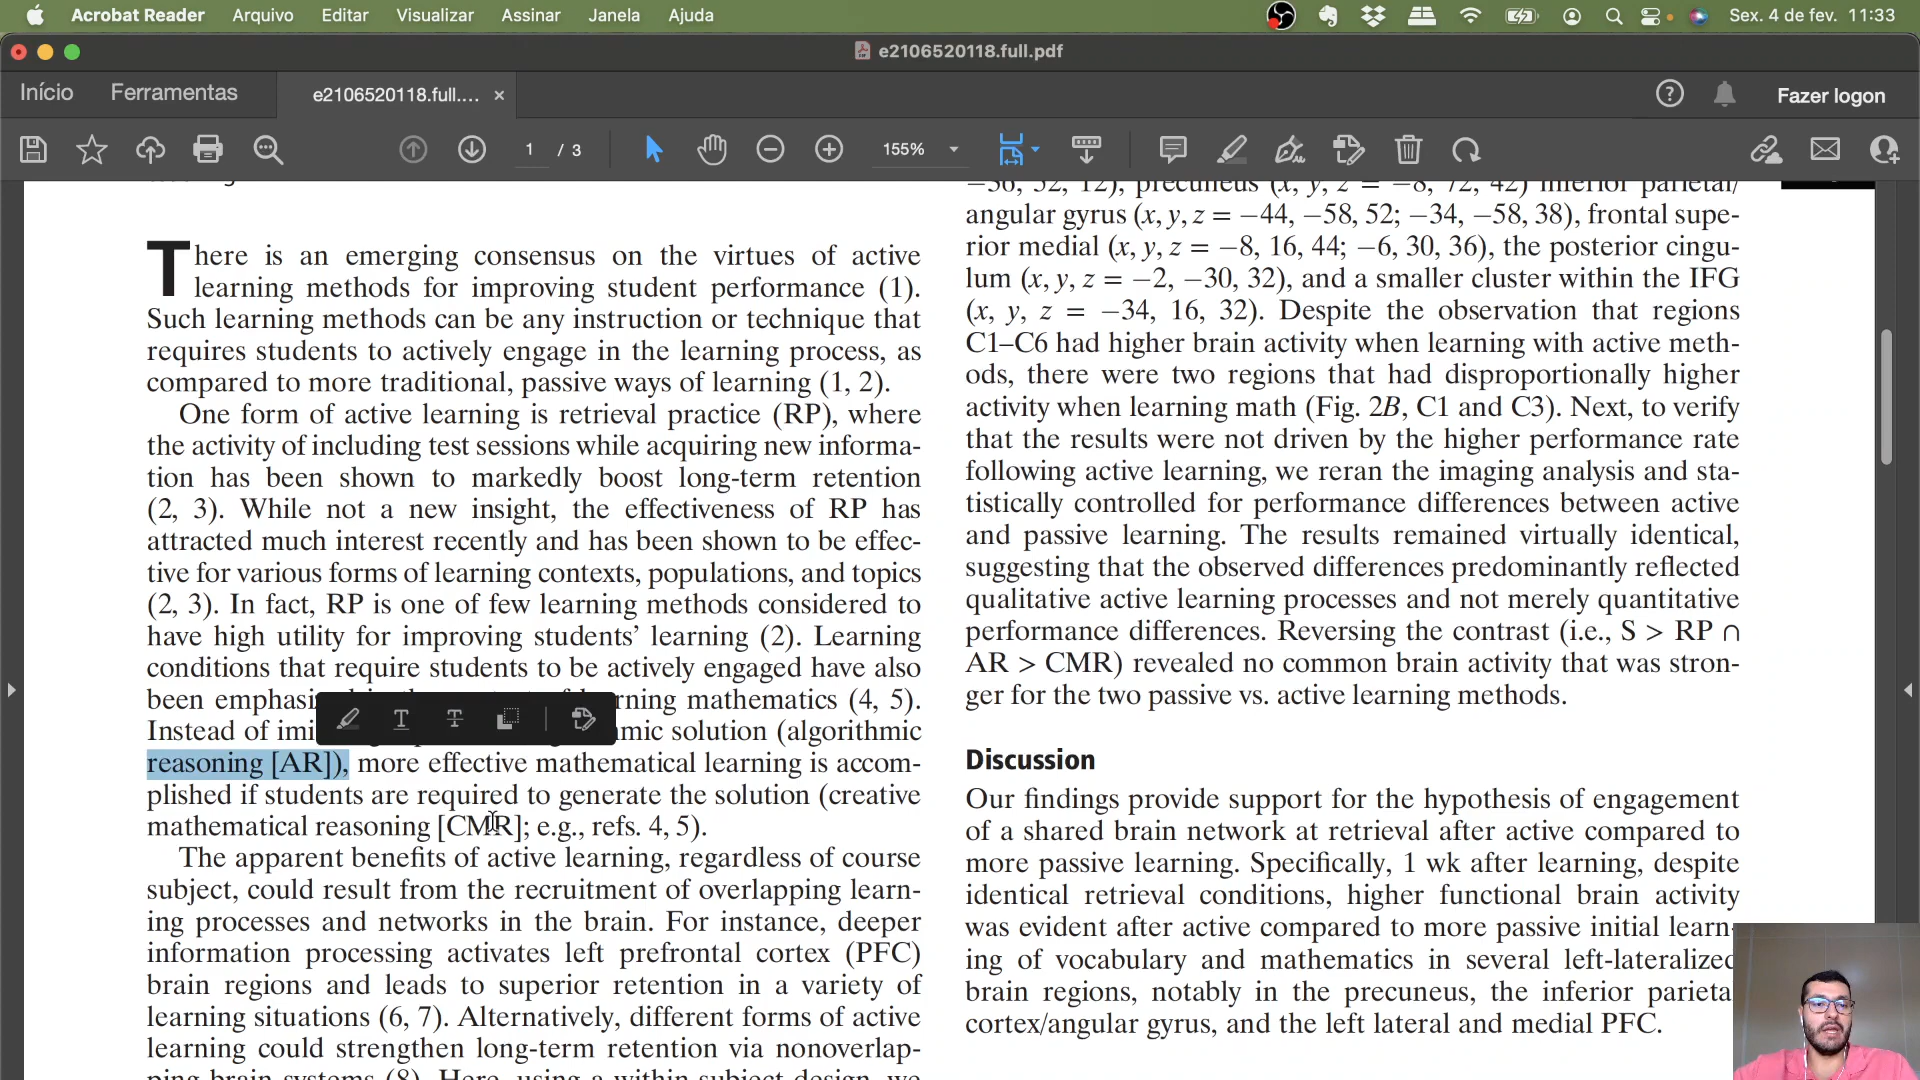 Acrobat Reader Arquivo Editar Visualizar Assinar Janela Ajuda Sex. 4 de fev. 11:33
e2106520118.full.pdf
Início Ferramentas e2106520118.full.... × Fazer logon
1 / 3 155%
There is an emerging consensus on the virtues of active
learning methods for improving student performance (1).
Such learning methods can be any instruction or technique that
requires students to actively engage in the learning process, as
compared to more traditional, passive ways of learning (1, 2).
One form of active learning is retrieval practice (RP), where
the activity of including test sessions while acquiring new informa-
tion has been shown to markedly boost long-term retention
(2, 3). While not a new insight, the effectiveness of RP has
attracted much interest recently and has been shown to be effec-
tive for various forms of learning contexts, populations, and topics
(2, 3). In fact, RP is one of few learning methods considered to
have high utility for improving students' learning (2). Learning
conditions that require students to be actively engaged have also
been mathematics (4, 5).
Instead of solution (algorithmic
reasoning [AR]), more effective mathematical learning is accom-
plished if students are required to generate the solution (creative
mathematical reasoning [CMR]; e.g., refs. 4, 5).
The apparent benefits of active learning, regardless of course
subject, could result from the recruitment of overlapping learn-
ing processes and networks in the brain. For instance, deeper
information processing activates left prefrontal cortex (PFC)
brain regions and leads to superior retention in a variety of
learning situations (6, 7). Alternatively, different forms of active
learning could strengthen long-term retention via nonoverlap-
ping brain systems (8). Here, using a within-subject design, we
−36, 52, 12), precuneus (x, y, z = −8, 72, 42) inferior parietal/
angular gyrus (x, y, z = −44, −58, 52; −34, −58, 38), frontal supe-
rior medial (x, y, z = −8, 16, 44; −6, 30, 36), the posterior cingu-
lum (x, y, z = −2, −30, 32), and a smaller cluster within the IFG
(x, y, z = −34, 16, 32). Despite the observation that regions
C1–C6 had higher brain activity when learning with active meth-
ods, there were two regions that had disproportionally higher
activity when learning math (Fig. 2B, C1 and C3). Next, to verify
that the results were not driven by the higher performance rate
following active learning, we reran the imaging analysis and sta-
tistically controlled for performance differences between active
and passive learning. The results remained virtually identical,
suggesting that the observed differences predominantly reflected
qualitative active learning processes and not merely quantitative
performance differences. Reversing the contrast (i.e., S > RP ∩
AR > CMR) revealed no common brain activity that was stron-
ger for the two passive vs. active learning methods.
Discussion
Our findings provide support for the hypothesis of engagement
of a shared brain network at retrieval after active compared to
more passive learning. Specifically, 1 wk after learning, despite
identical retrieval conditions, higher functional brain activity
was evident after active compared to more passive initial learn-
ing of vocabulary and mathematics in several left-lateralized
brain regions, notably in the precuneus, the inferior parieta
cortex/angular gyrus, and the left lateral and medial PFC.